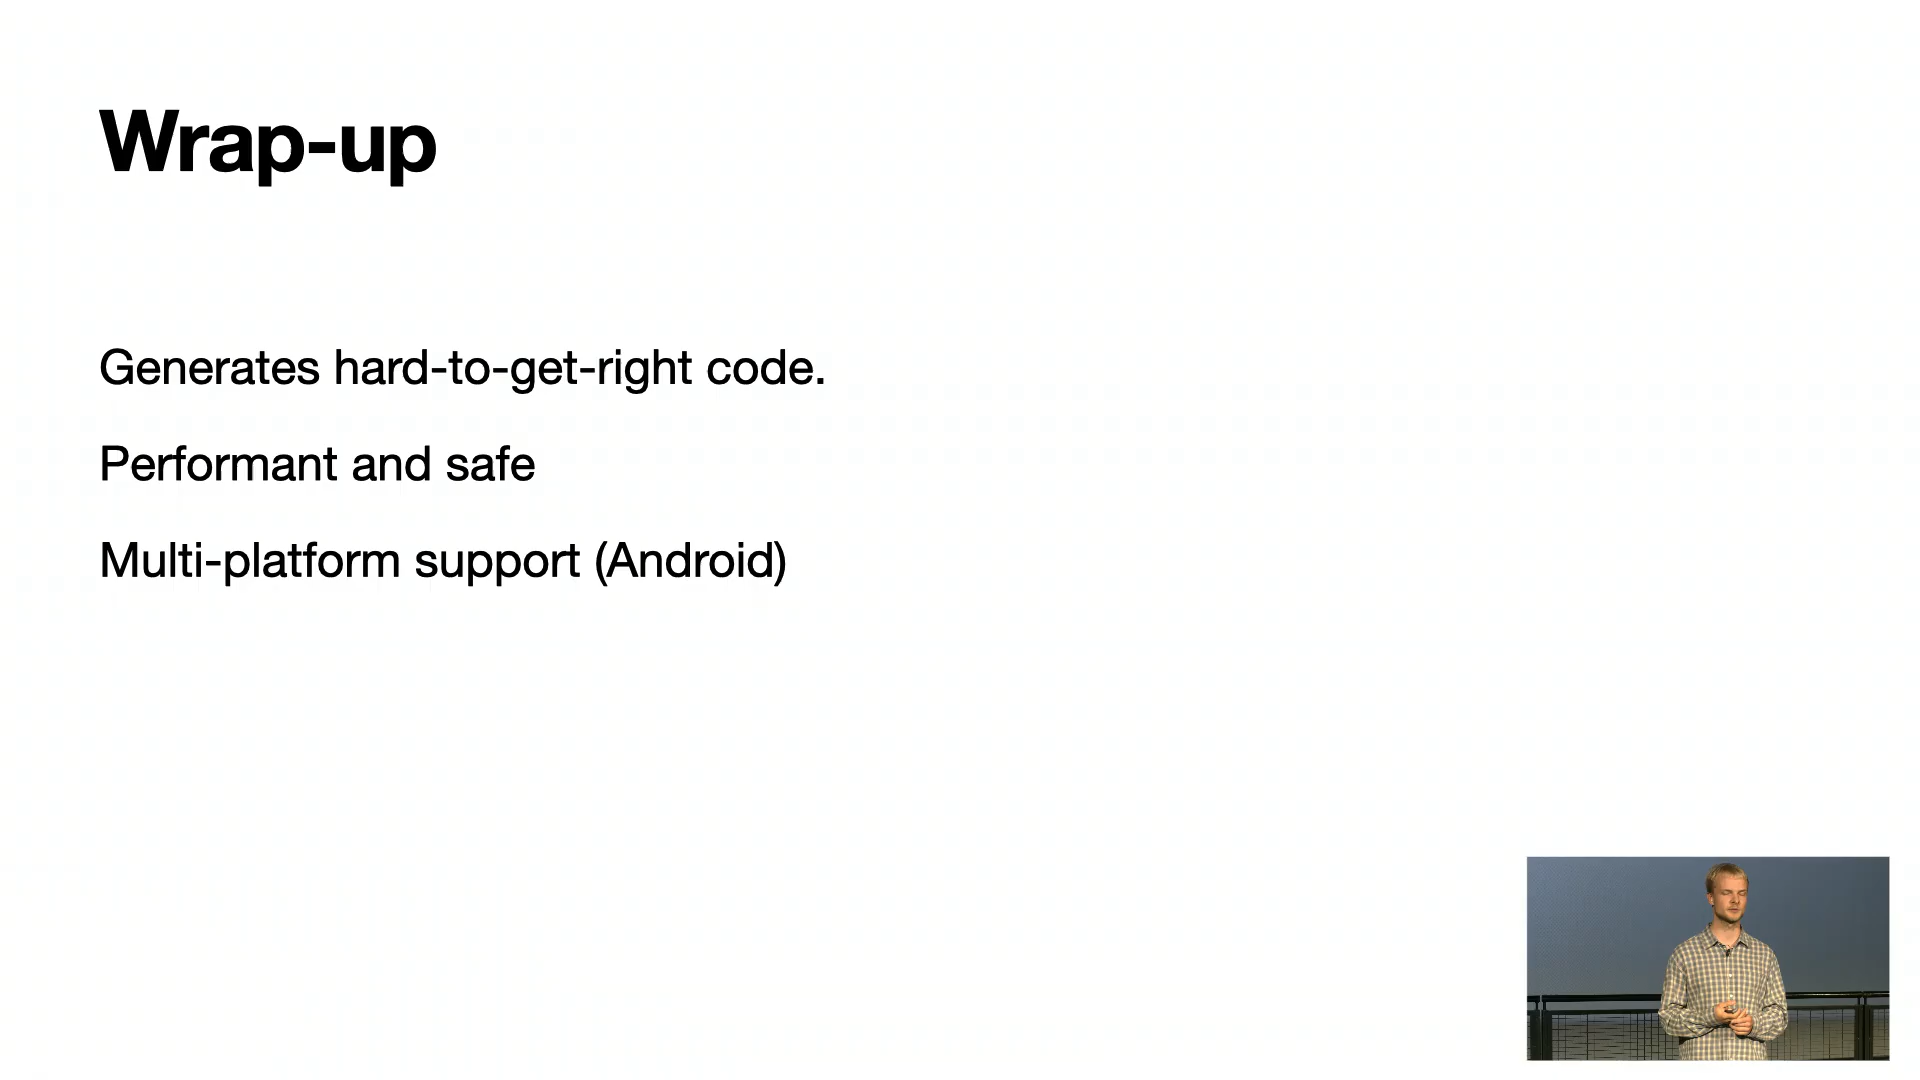 Wrap-up
Generates hard-to-get-right code.
Performant and safe
Multi-platform support (Android)